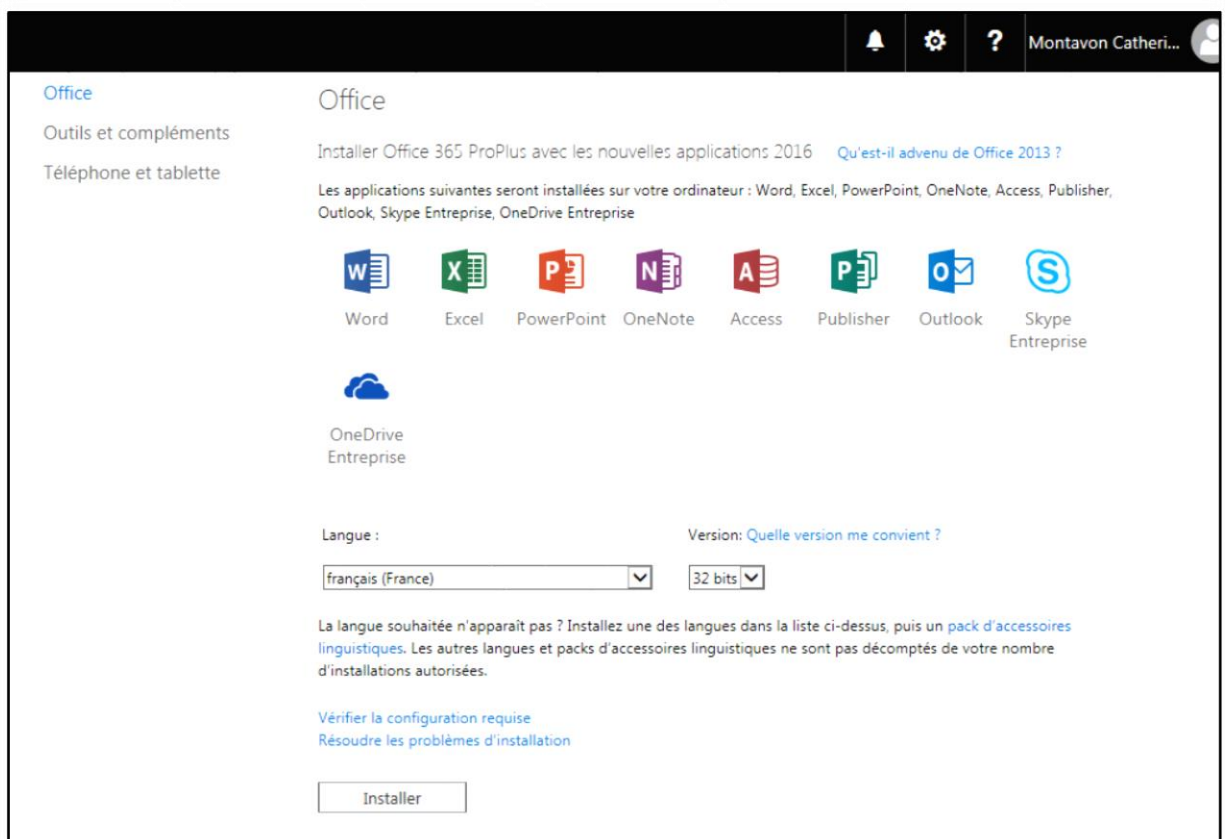 Montavon Catheri...
Office
Outils et compléments
Téléphone et tablette
Office
Installer Office 365 ProPlus avec les nouvelles applications 2016 Qu'est-il advenu de Office 2013 ?
Les applications suivantes seront installées sur votre ordinateur : Word, Excel, PowerPoint, OneNote, Access, Publisher,
Outlook, Skype Entreprise, OneDrive Entreprise
Word Excel PowerPoint OneNote Access Publisher Outlook Skype
Entreprise
OneDrive
Entreprise
Langue : Version: Quelle version me convient ?
français (France) 32 bits
La langue souhaitée n'apparaît pas ? Installez une des langues dans la liste ci-dessus, puis un pack d'accessoires
linguistiques. Les autres langues et packs d'accessoires linguistiques ne sont pas décomptés de votre nombre
d'installations autorisées.
Vérifier la configuration requise
Résoudre les problèmes d'installation
Installer